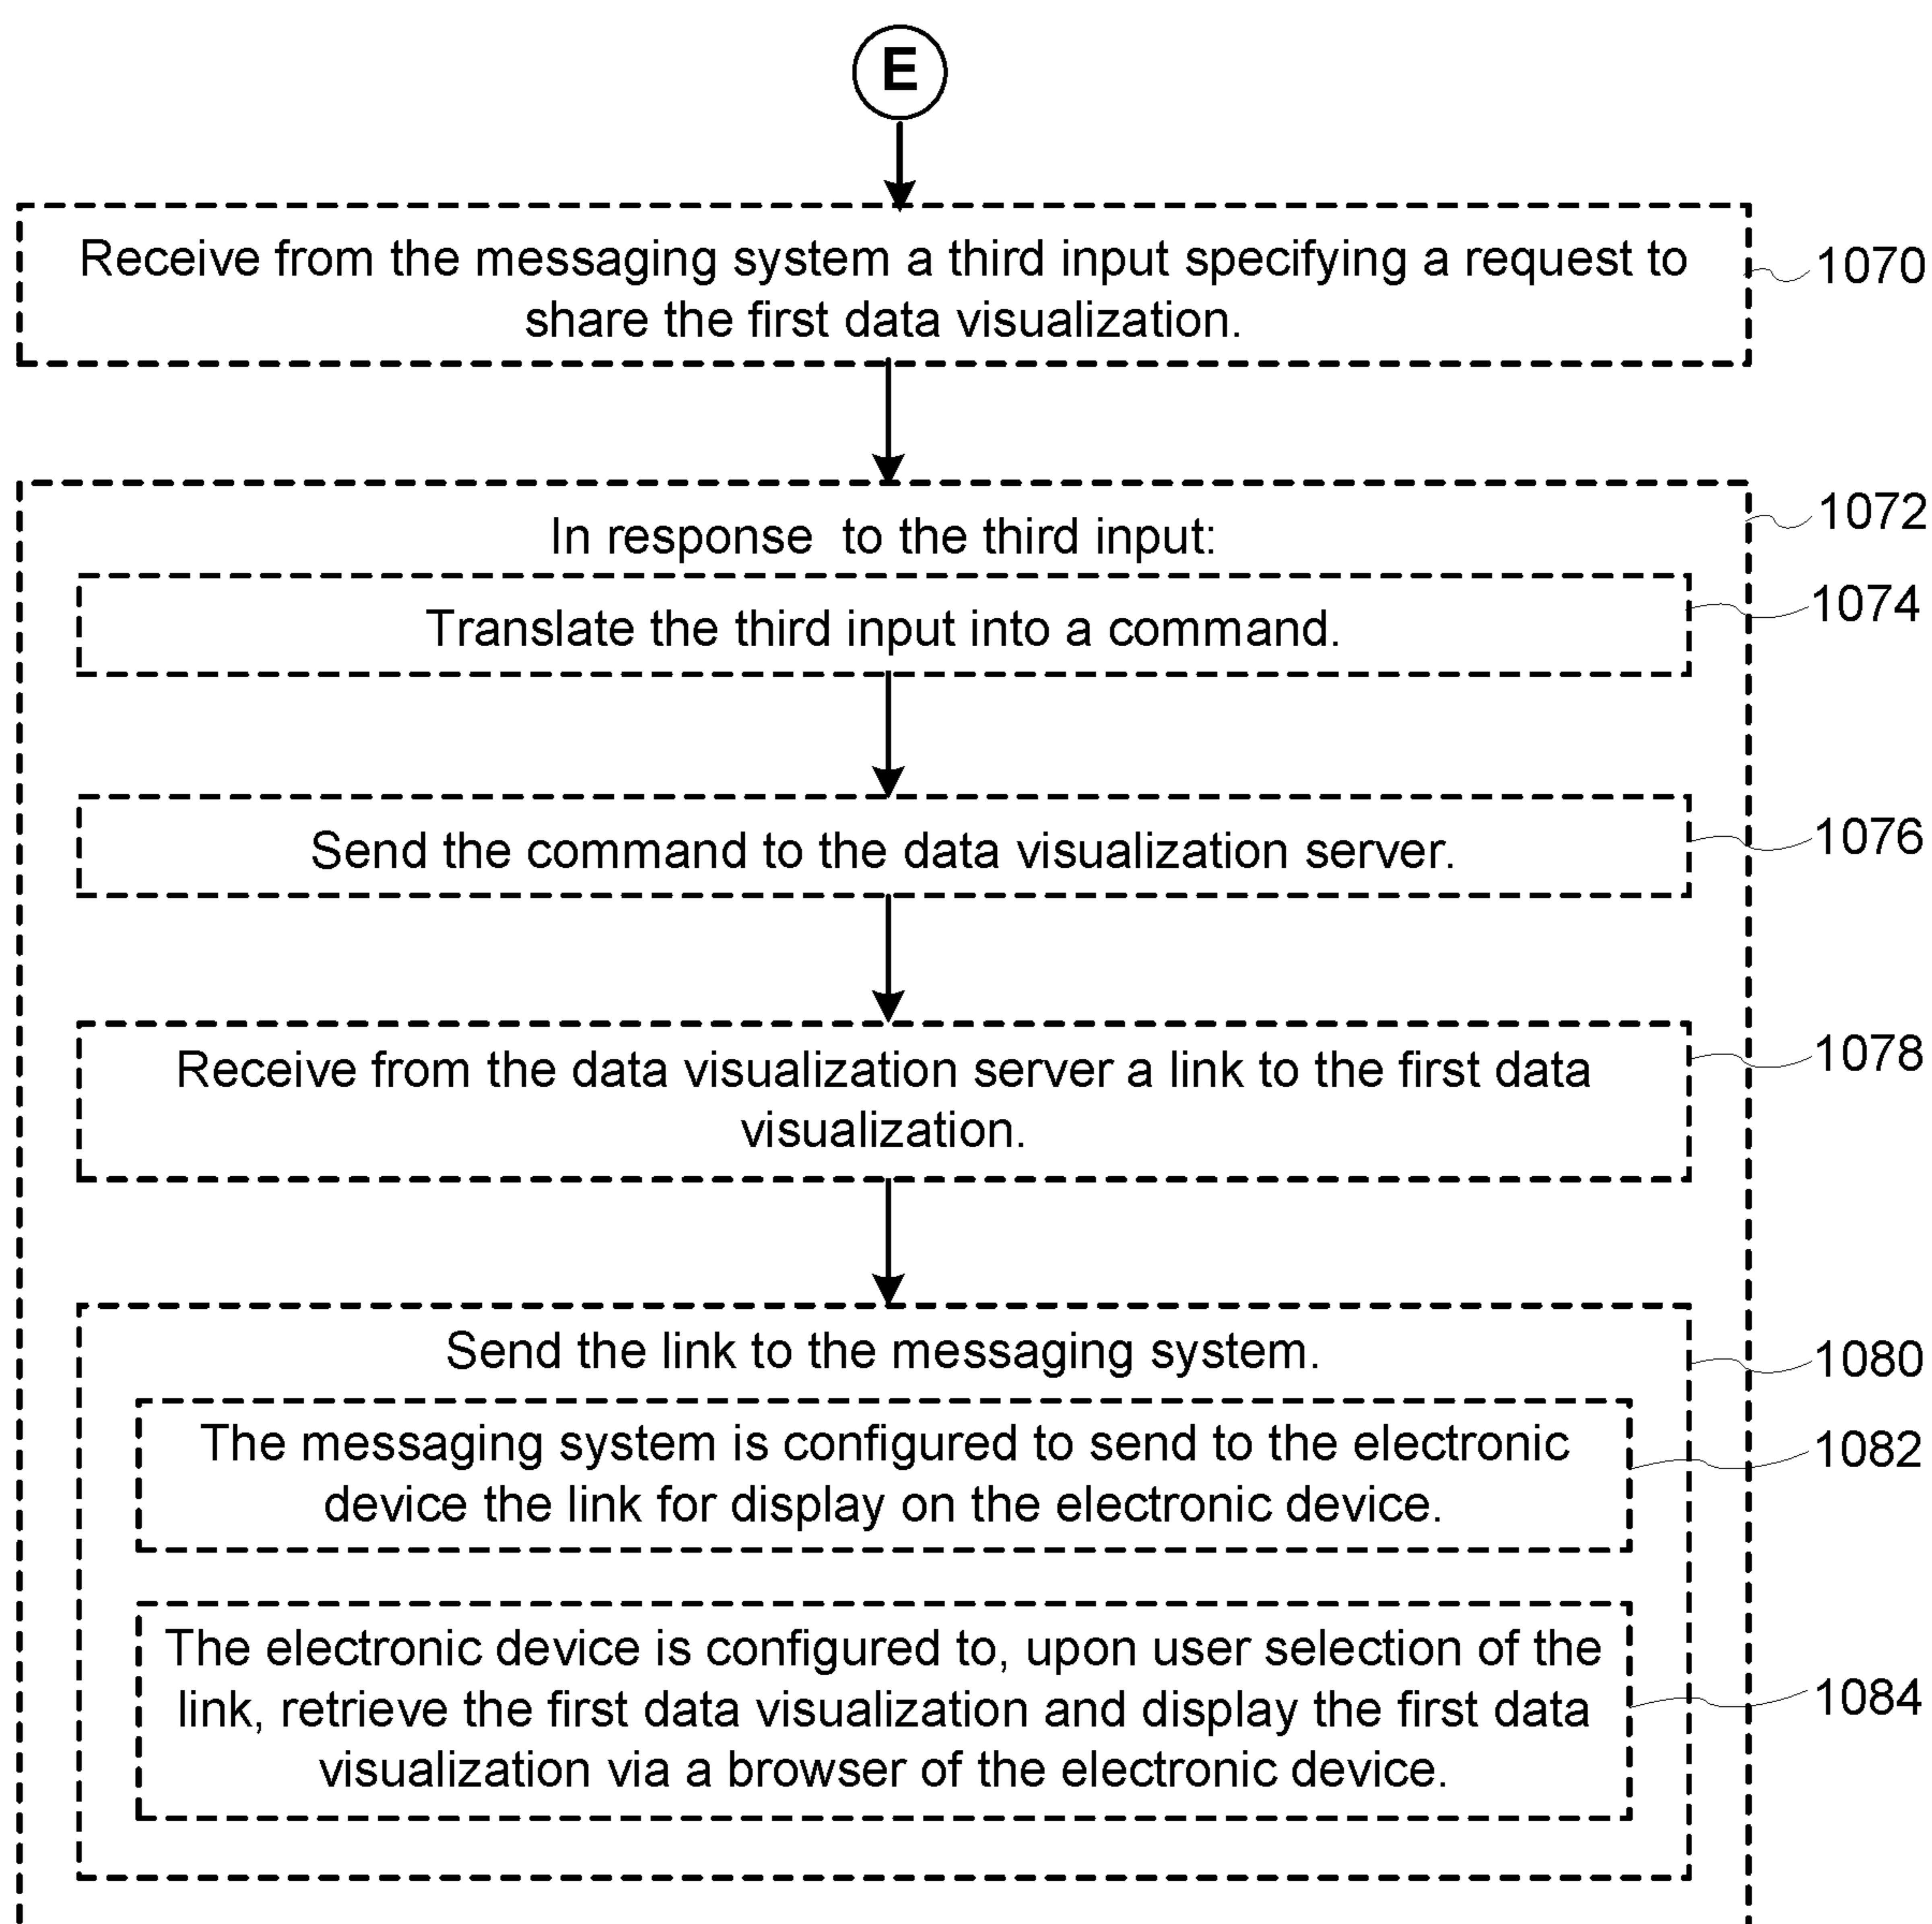 E
Receive from the messaging system a third input specifying a request to
share the first data visualization.
1070
In response  to the third input:
1072
Translate the third input into a command.
1074
Send the command to the data visualization server.
1076
Receive from the data visualization server a link to the first data
visualization.
1078
Send the link to the messaging system.
1080
The messaging system is configured to send to the electronic
device the link for display on the electronic device.
1082
The electronic device is configured to, upon user selection of the
link, retrieve the first data visualization and display the first data
visualization via a browser of the electronic device.
1084